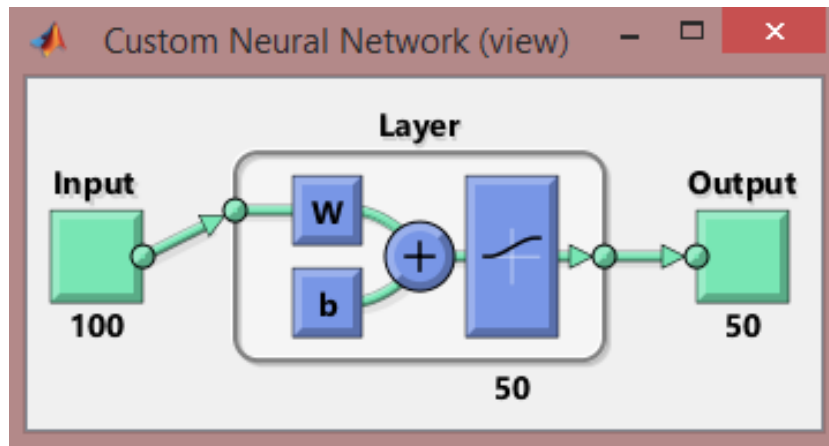 Custom Neural Network (view)
Layer
Input
Output
W
b
+
100
50
50